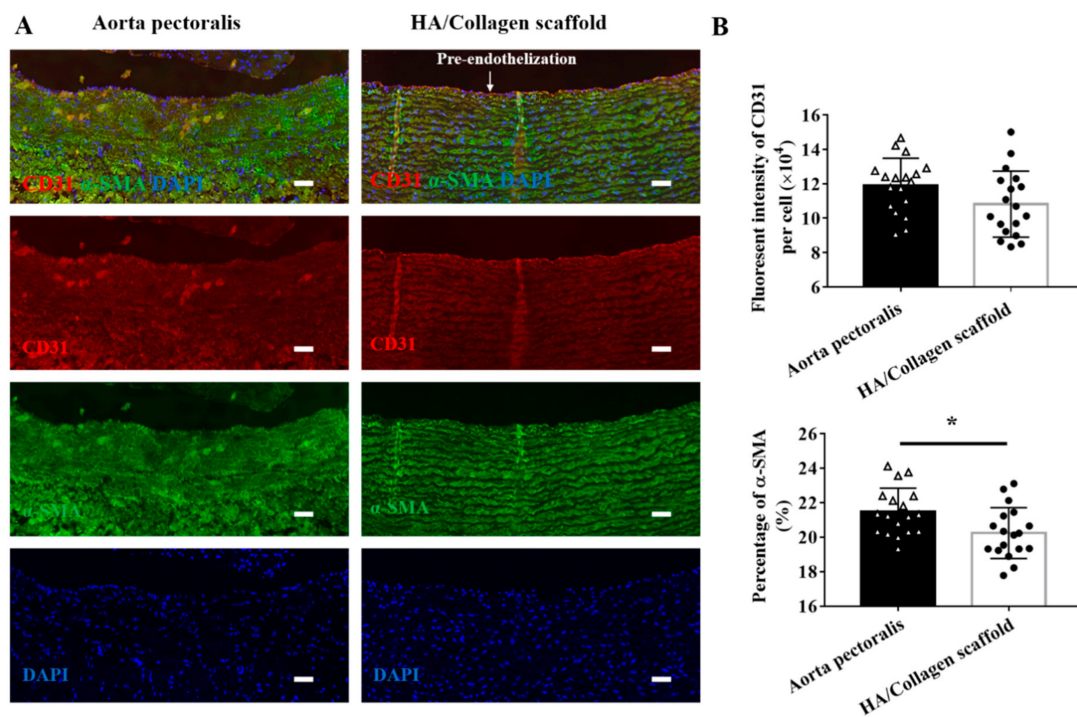 A
Aorta pectoralis
HA/Collagen scaffold
B
Pre-endothelization
CD31 α-SMA DAPI
CD31 α-SMA DAPI
CD31
CD31
α-SMA
α-SMA
DAPI
DAPI
Fluoresent intensity of CD31
per cell (×10⁴)
16
14
12
10
8
6
Aorta pectoralis
HA/Collagen scaffold
Percentage of α-SMA
(%)
26
24
22
20
18
16
*
Aorta pectoralis
HA/Collagen scaffold